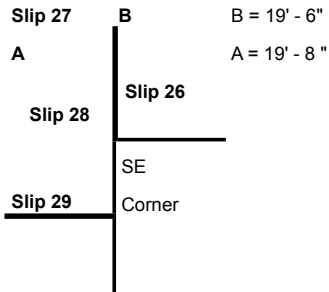 Slip 27 B B = 19' - 6"
A A = 19' - 8 "
Slip 26
Slip 28
SE
Slip 29 Corner